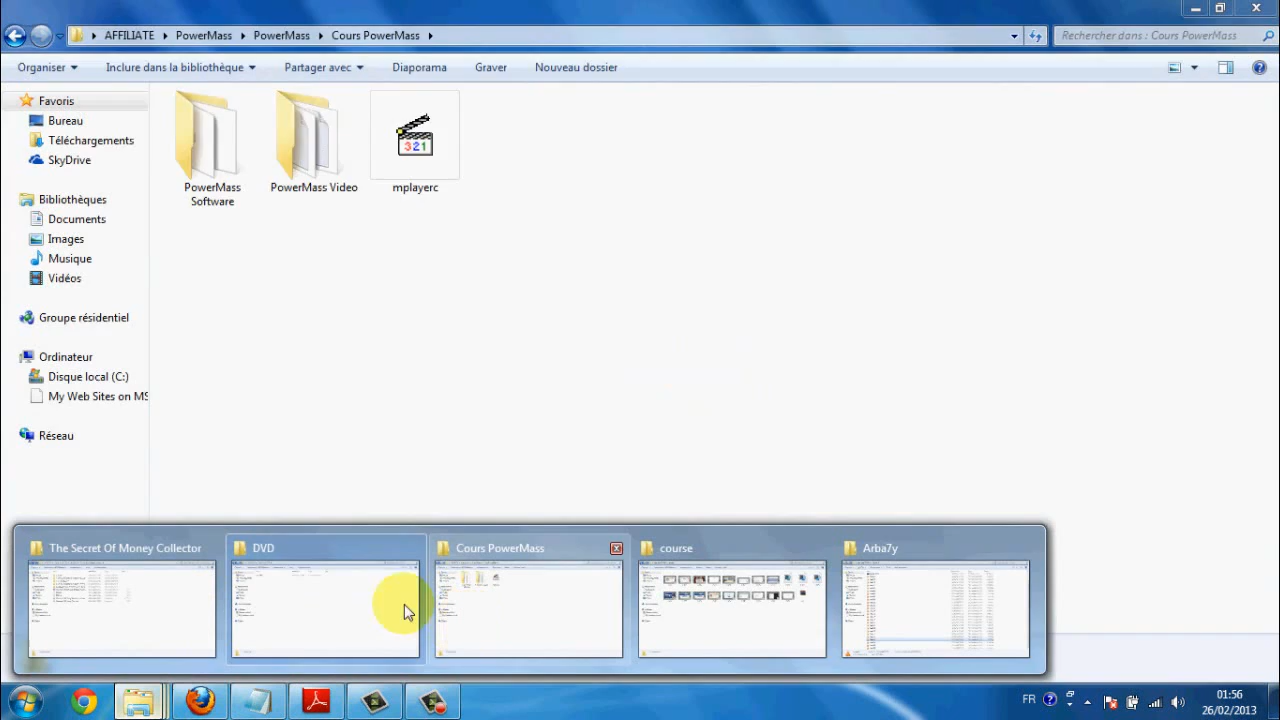 AFFILIATE PowerMass PowerMass Cours PowerMass
Rechercher dans : Cours PowerMass
Organiser Inclure dans la bibliothèque Partager avec Diaporama Graver Nouveau dossier
Favoris
Bureau
Téléchargements
SkyDrive
Bibliothèques
Documents
Images
Musique
Vidéos
Groupe résidentiel
Ordinateur
Disque local (C:)
My Web Sites on MS
Réseau
PowerMass
Software
PowerMass Video
321
mplayerc
The Secret Of Money Collector
DVD
Cours PowerMass
course
Arba7y
FR
01:56
26/02/2013